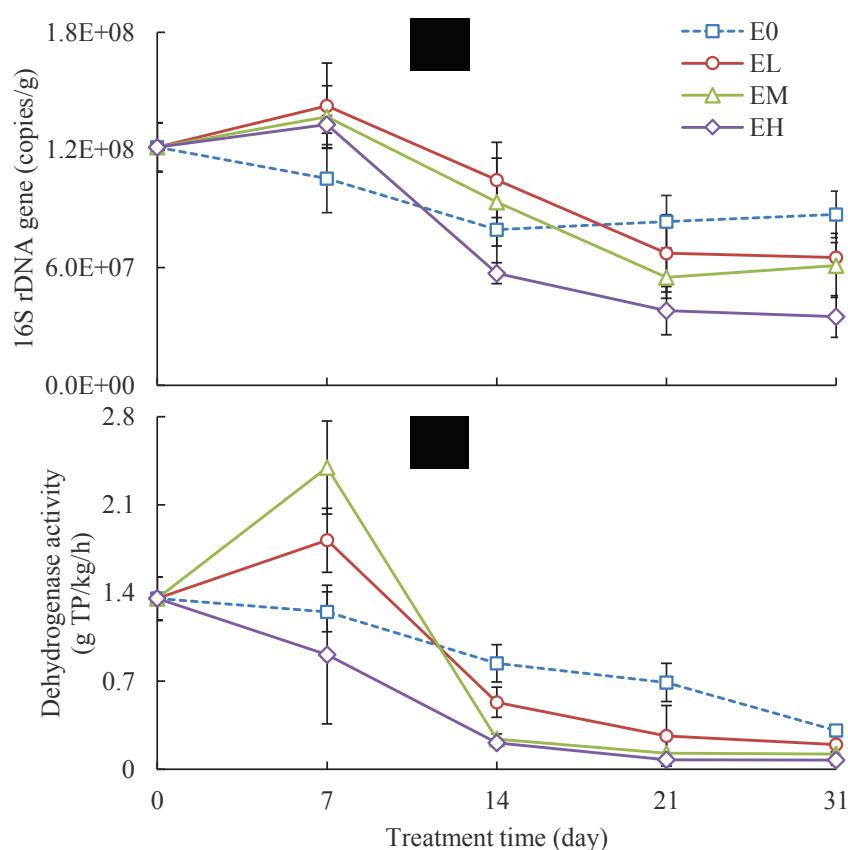 1.8E+08
1.2E+08
6.0E+07
0.0E+00
16S rDNA gene (copies/g)
E0
EL
EM
EH
2.8
2.1
1.4
0.7
0
Dehydrogenase activity
(g TP/kg/h)
0 7 14 21 31
Treatment time (day)